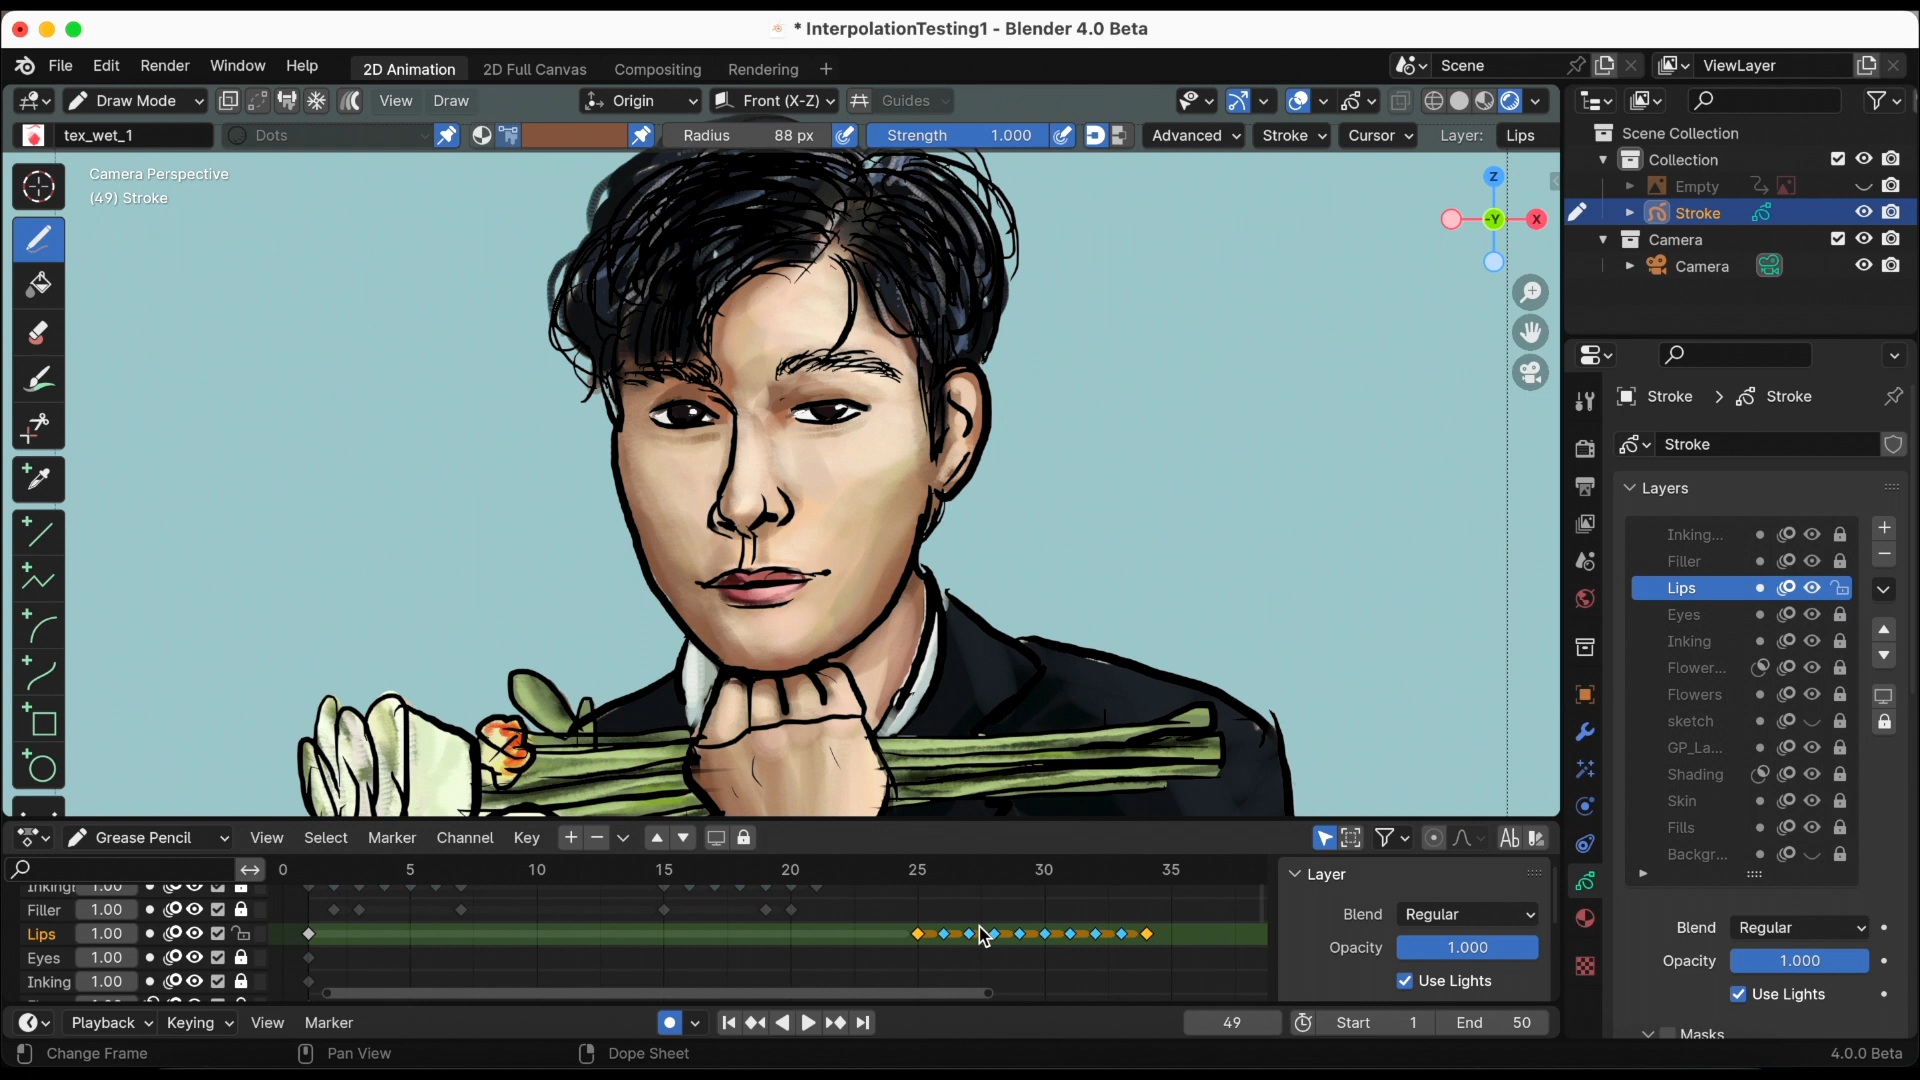 * InterpolationTesting1 - Blender 4.0 Beta
File Edit Render Window Help 2D Animation 2D Full Canvas Compositing Rendering + Scene ViewLayer
Draw Mode View Draw Origin Front (X-Z) Guides
tex_wet_1 Dots Radius 88 px Strength 1.000 Advanced Stroke Cursor Layer: Lips
Camera Perspective
(49) Stroke
Z
-Y X
Scene Collection
Collection
Empty
Stroke
Camera
Camera
Stroke > Stroke
Stroke
Layers
Inking...
Filler
Lips
Eyes
Inking
Flower...
Flowers
sketch
GP_La...
Shading
Skin
Fills
Backgr...
Blend Regular
Opacity 1.000
Use Lights
Masks
Grease Pencil View Select Marker Channel Key
0 5 10 15 20 25 30 35
Inking 1.00
Filler 1.00
Lips 1.00
Eyes 1.00
Inking 1.00
Layer
Blend Regular
Opacity 1.000
Use Lights
Playback Keying View Marker 49 Start 1 End 50
Change Frame Pan View Dope Sheet 4.0.0 Beta